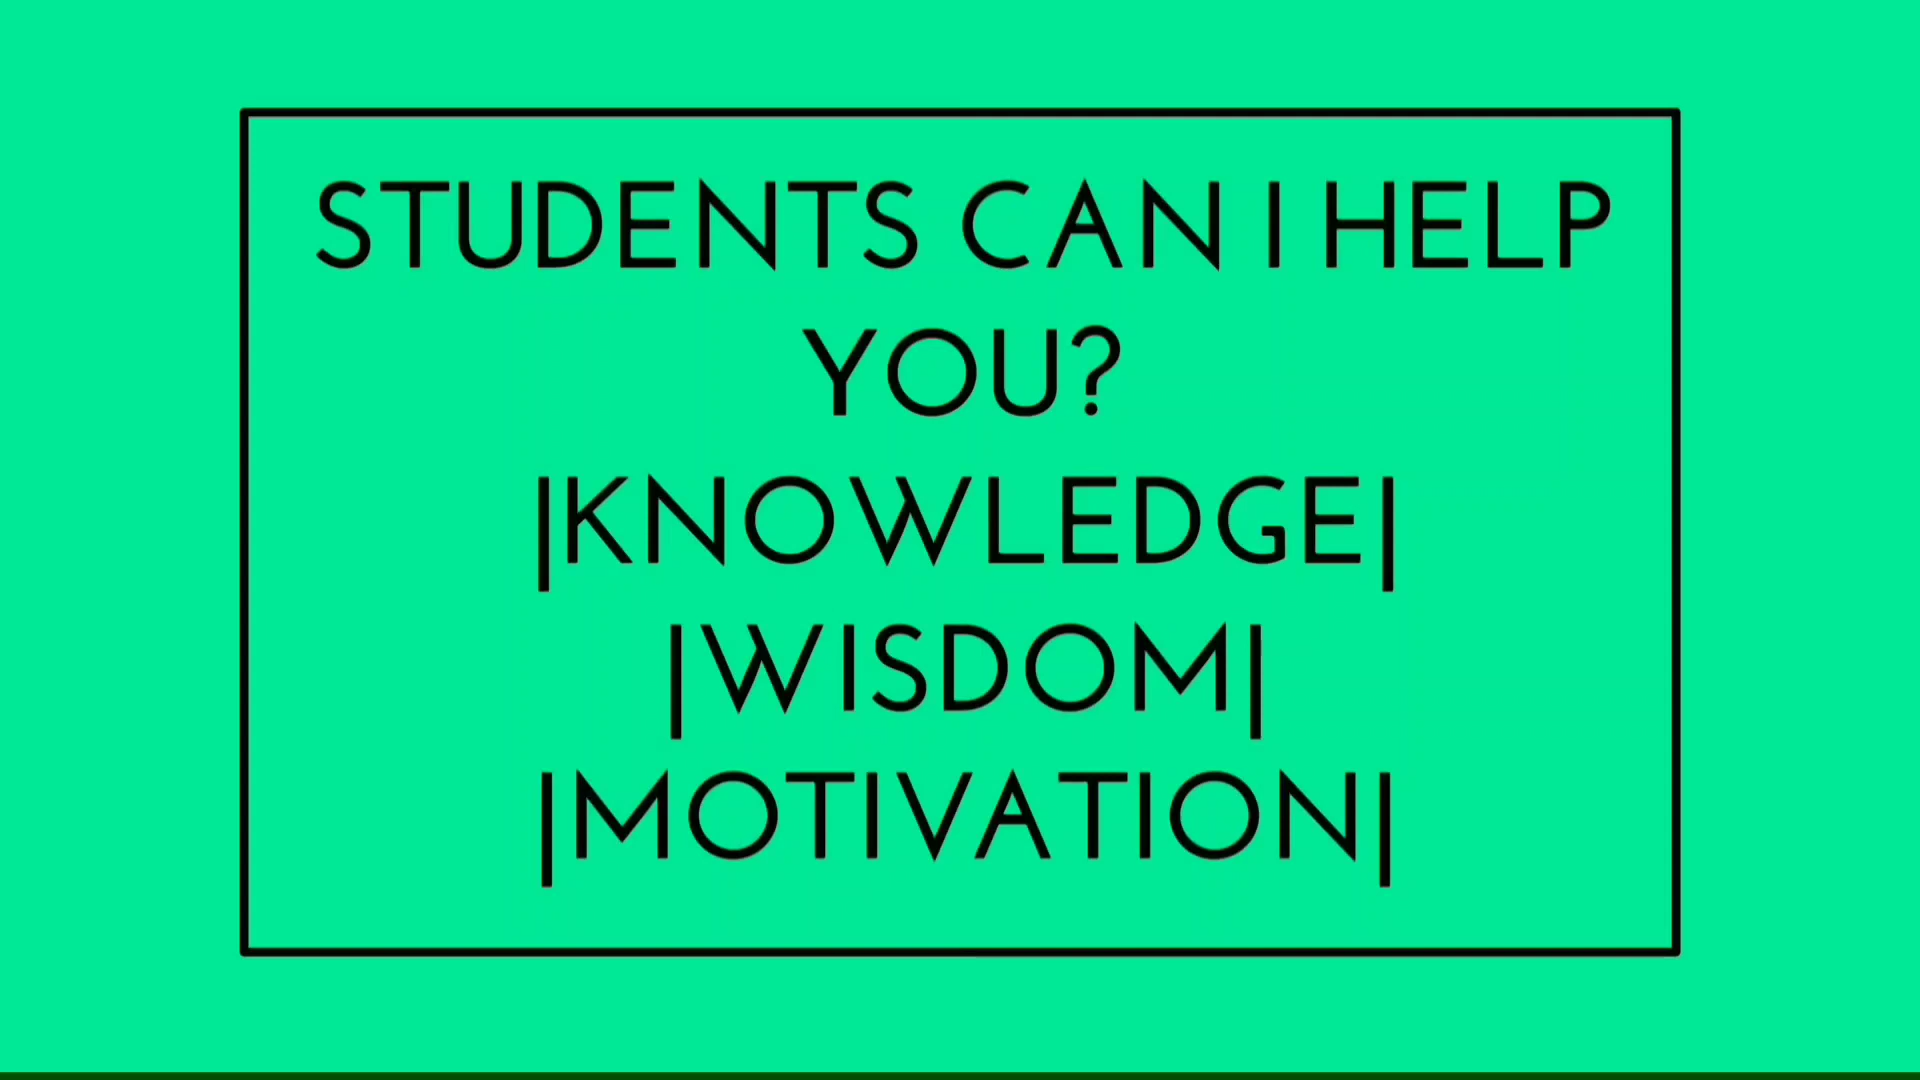 STUDENTS CAN I HELP
YOU?
|KNOWLEDGE|
|WISDOM|
|MOTIVATION|